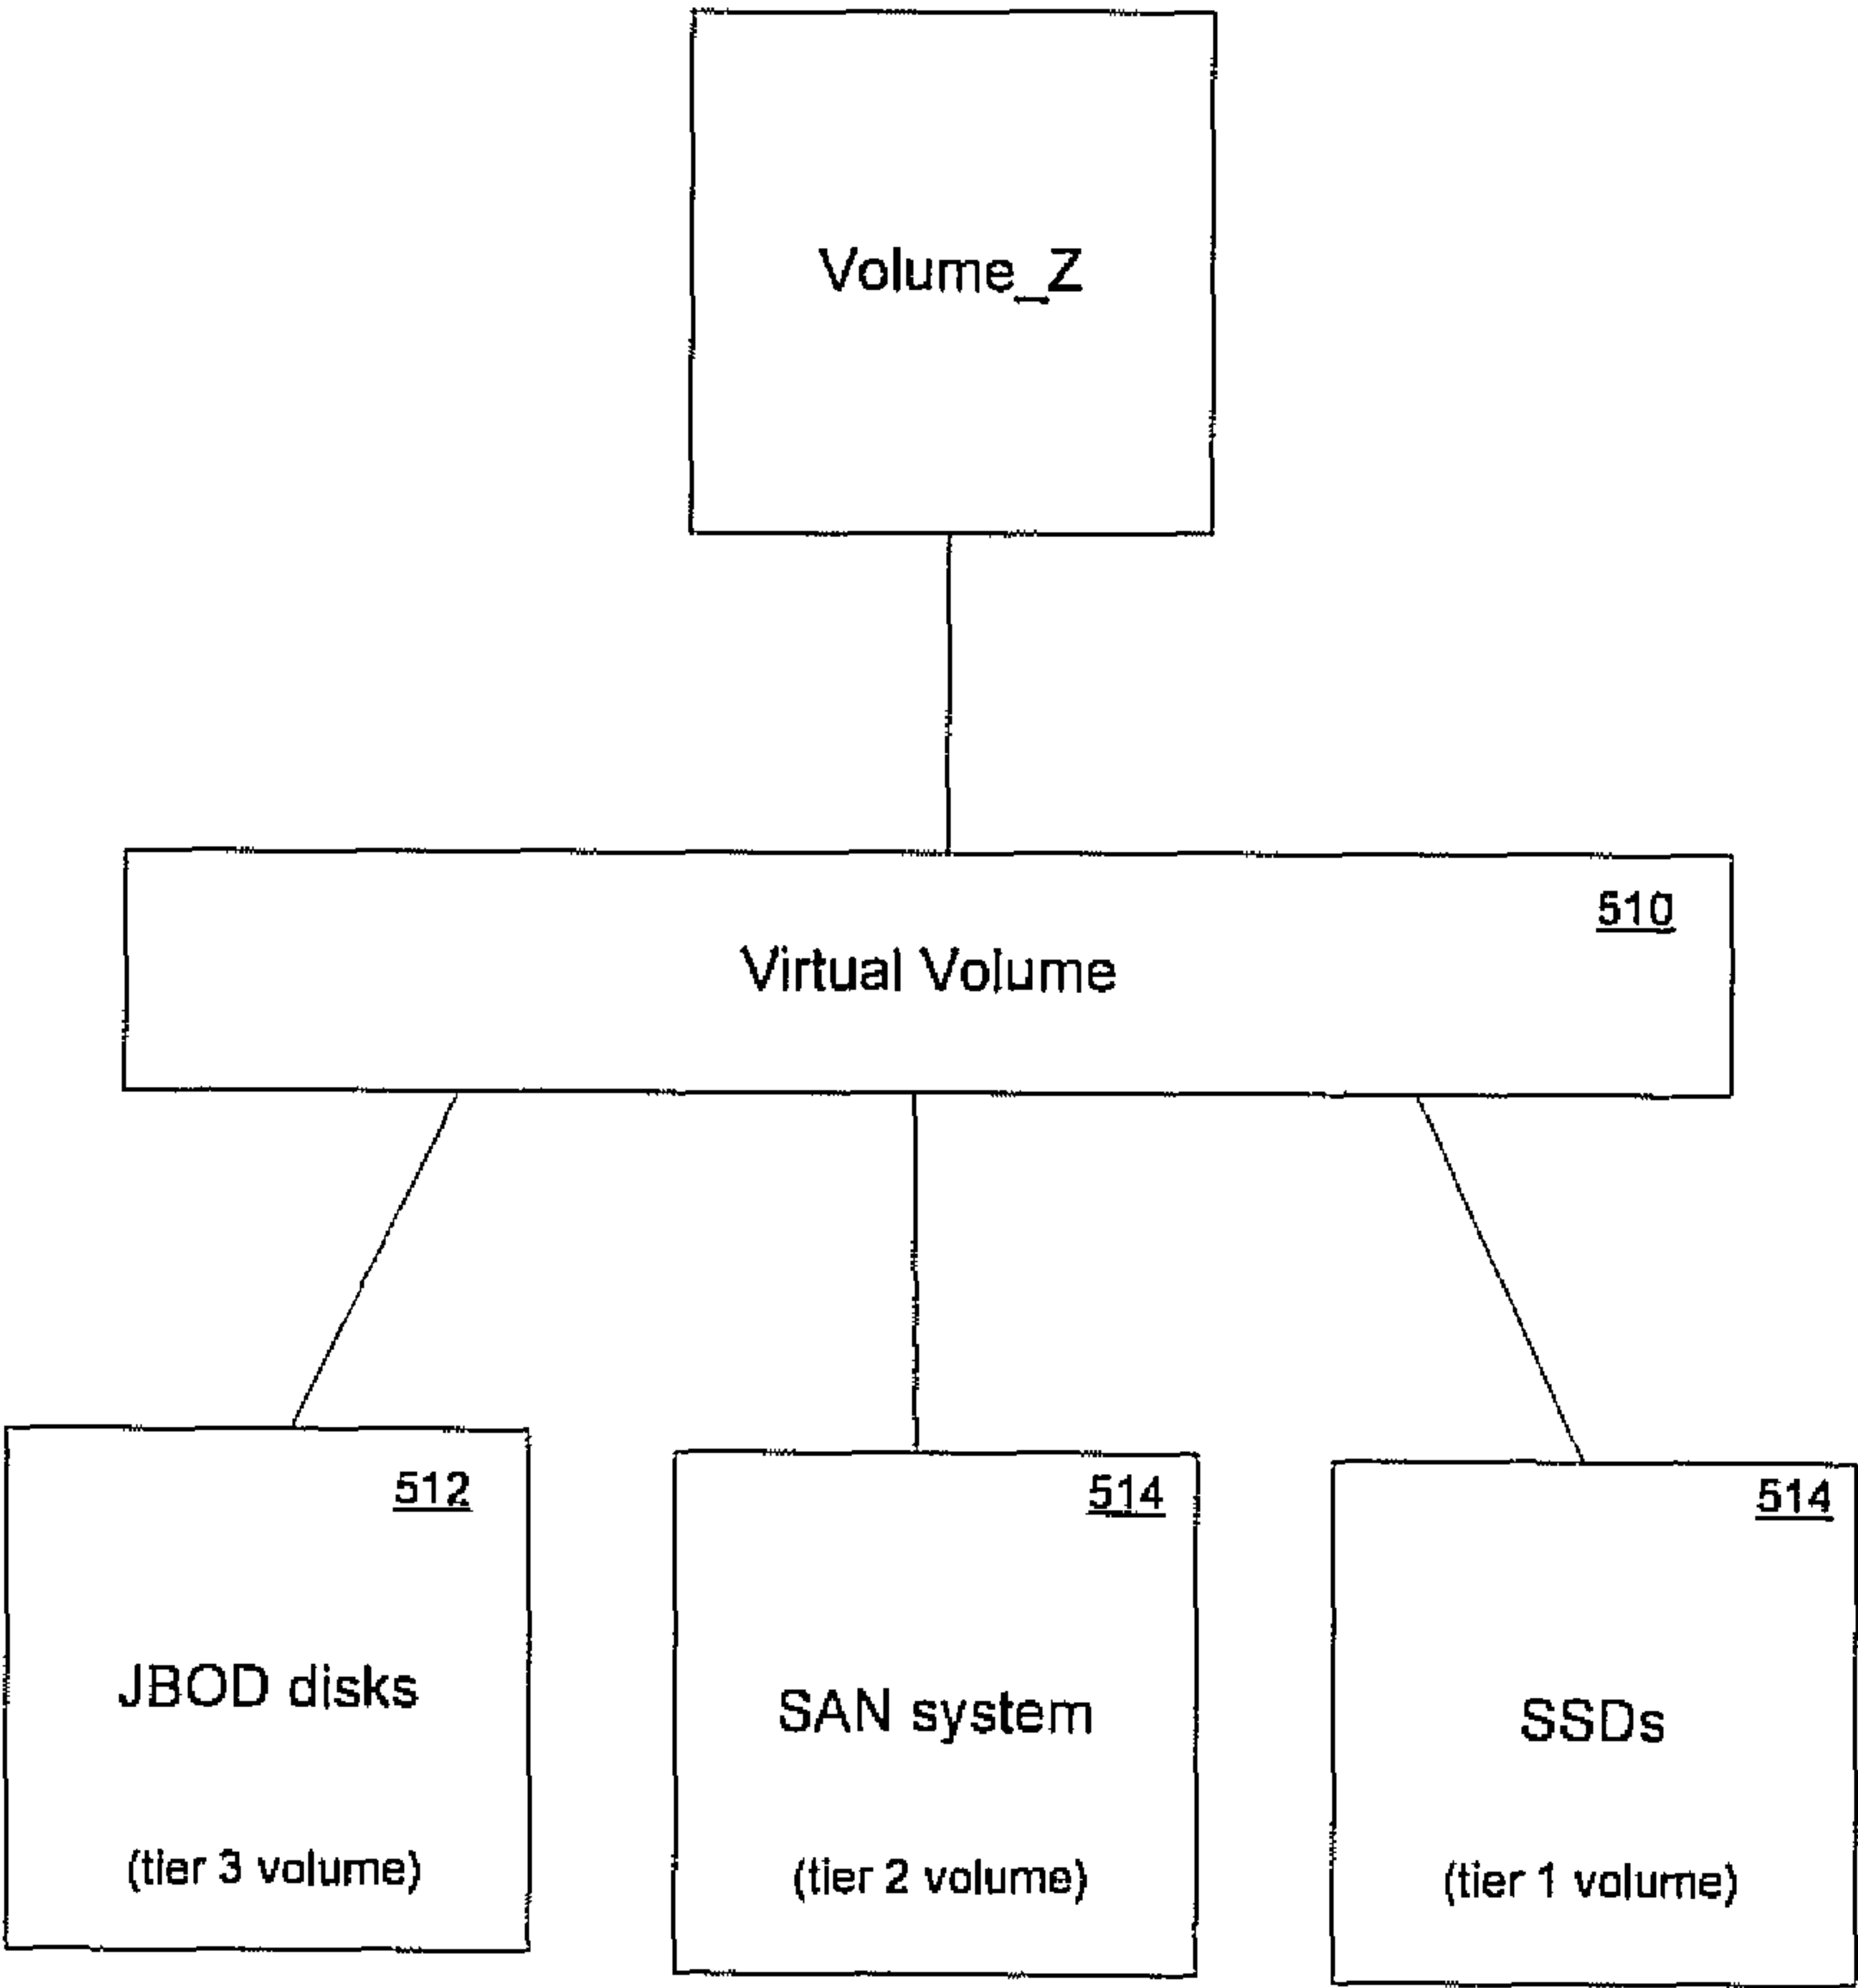 Volume_Z
510
Virtual Volume
512
JBOD disks
(tier 3 volume)
514
SAN system
(tier 2 volume)
514
SSDs
(tier 1 volume)